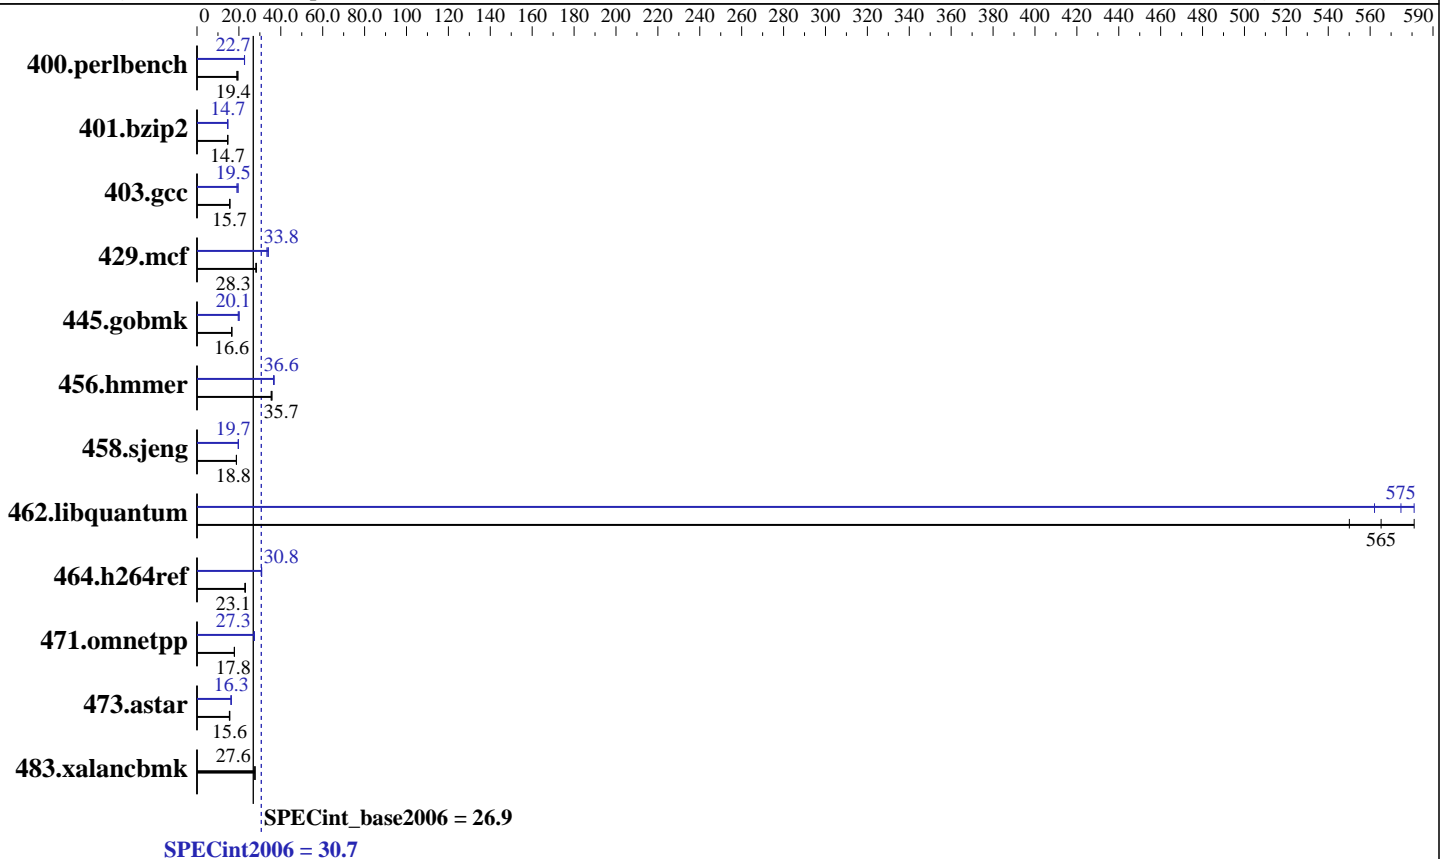 0 20.0 40.0 60.0 80.0 100 120 140 160 180 200 220 240 260 280 300 320 340 360 380 400 420 440 460 480 500 520 540 560 590
22.7
400.perlbench
19.4
14.7
401.bzip2
14.7
19.5
403.gcc
15.7
33.8
429.mcf
28.3
20.1
445.gobmk
16.6
36.6
456.hmmer
35.7
19.7
458.sjeng
18.8
575
462.libquantum
565
30.8
464.h264ref
23.1
27.3
471.omnetpp
17.8
16.3
473.astar
15.6
27.6
483.xalancbmk
SPECint_base2006 = 26.9
SPECint2006 = 30.7